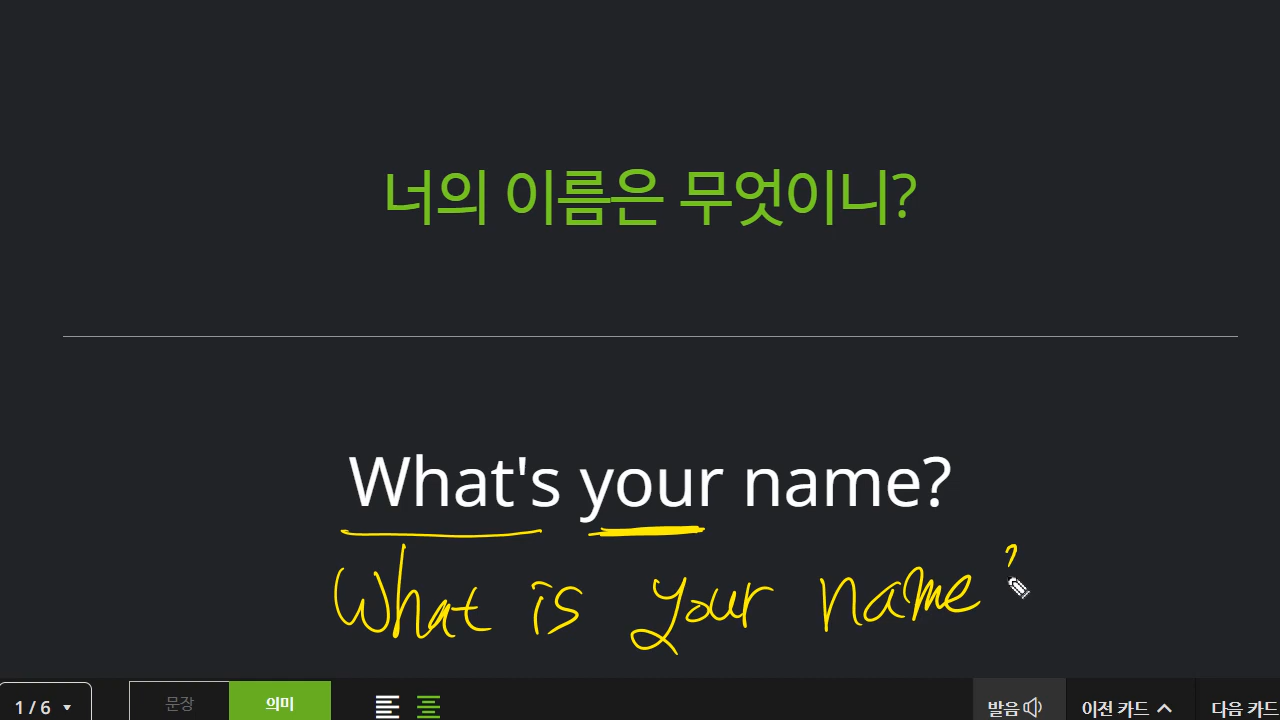 너의 이름은 무엇이니?
What's your name?
What is your name?
1 / 6
문장
의미
발음
이전 카드
다음 카드